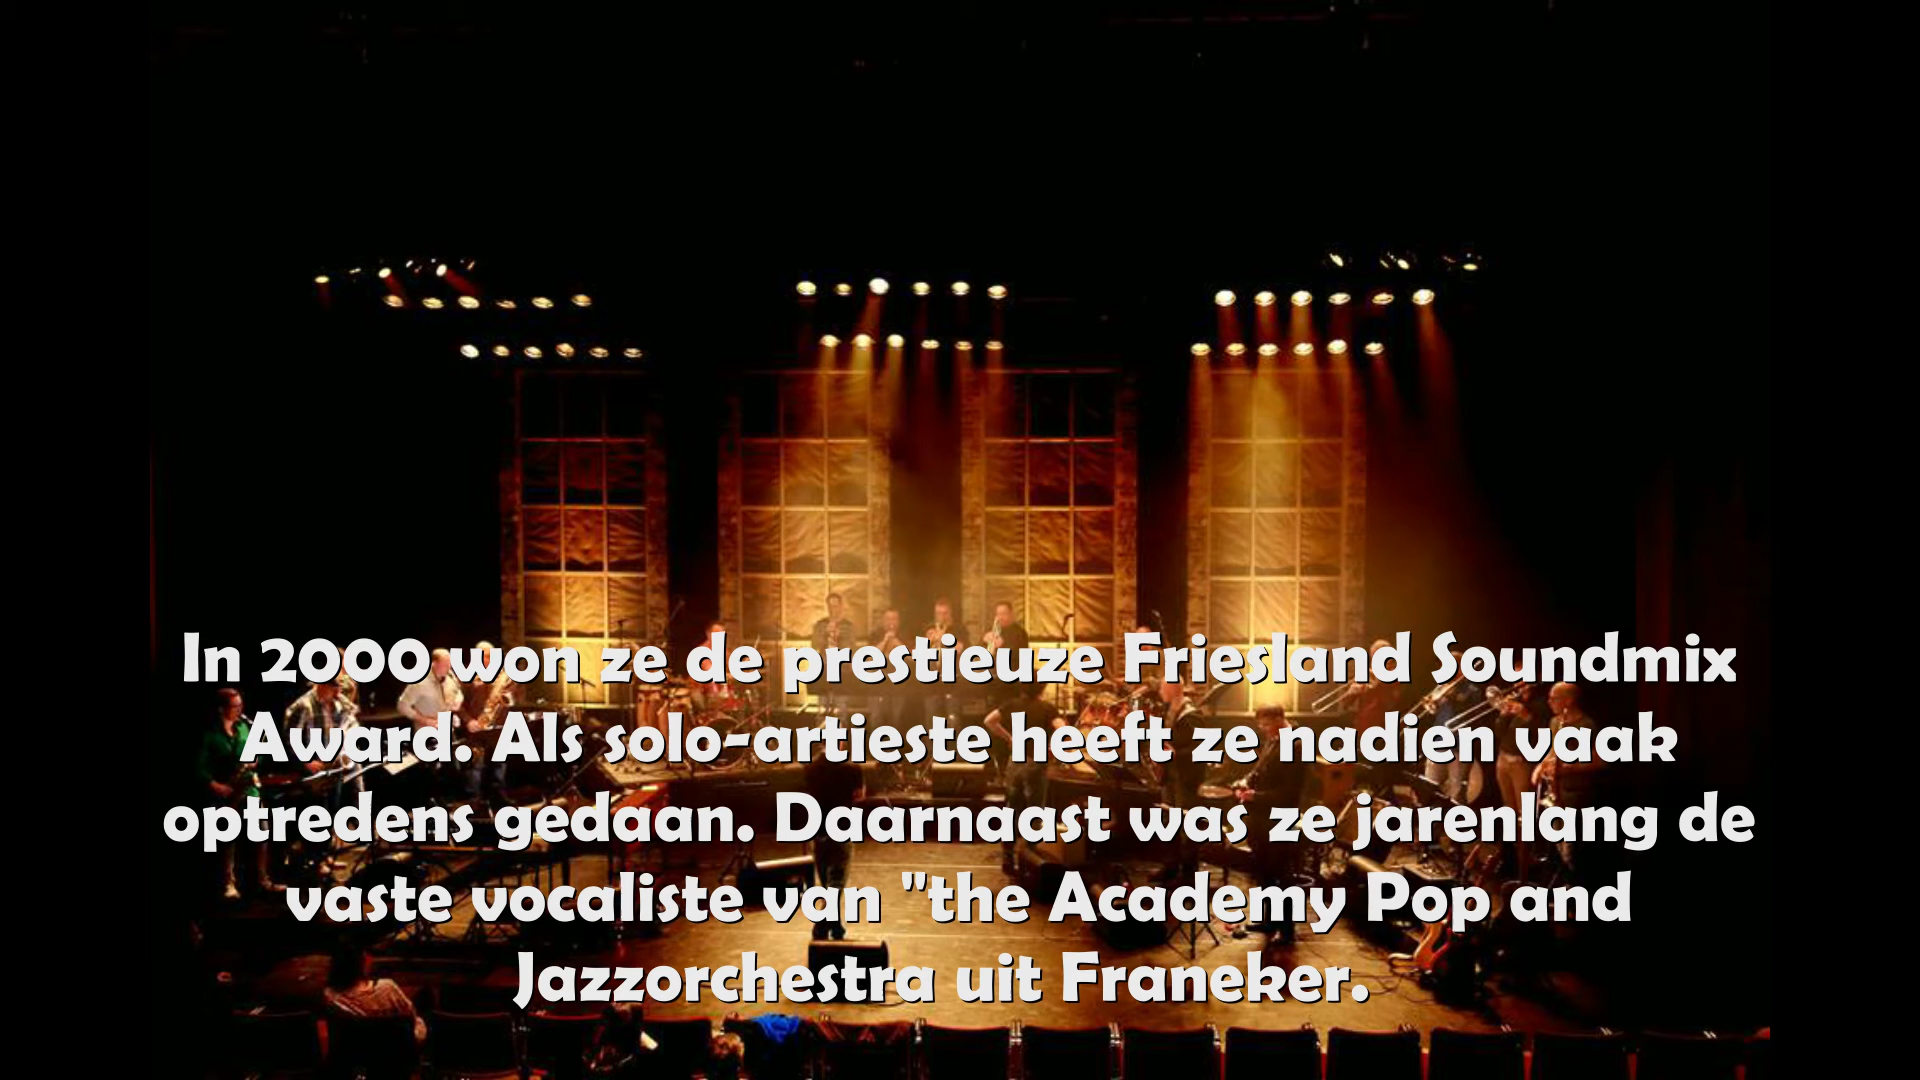 In 2000 won ze de prestieuze Friesland Soundmix
Award. Als solo-artieste heeft ze nadien vaak
optredens gedaan. Daarnaast was ze jarenlang de
vaste vocaliste van "the Academy Pop and
Jazzorchestra uit Franeker.